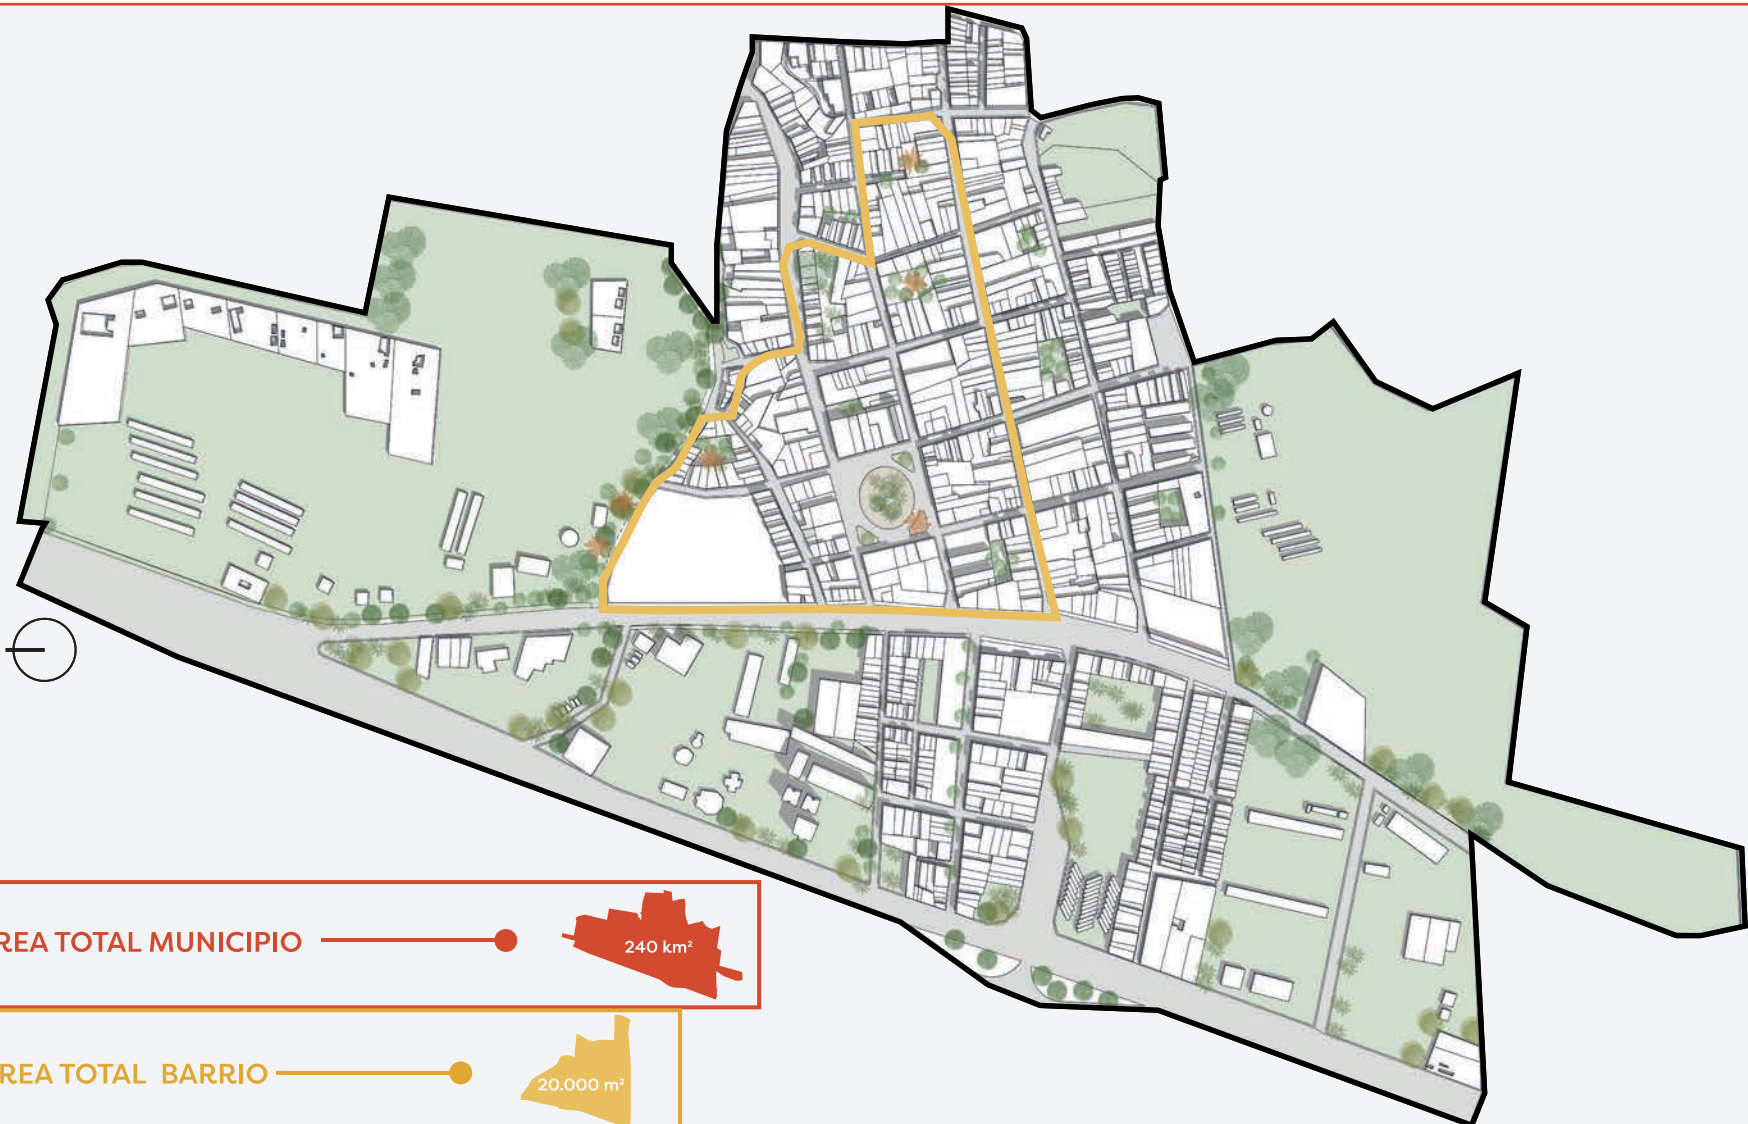 REA TOTAL MUNICIPIO
240 km²
REA TOTAL BARRIO
20.000 m²